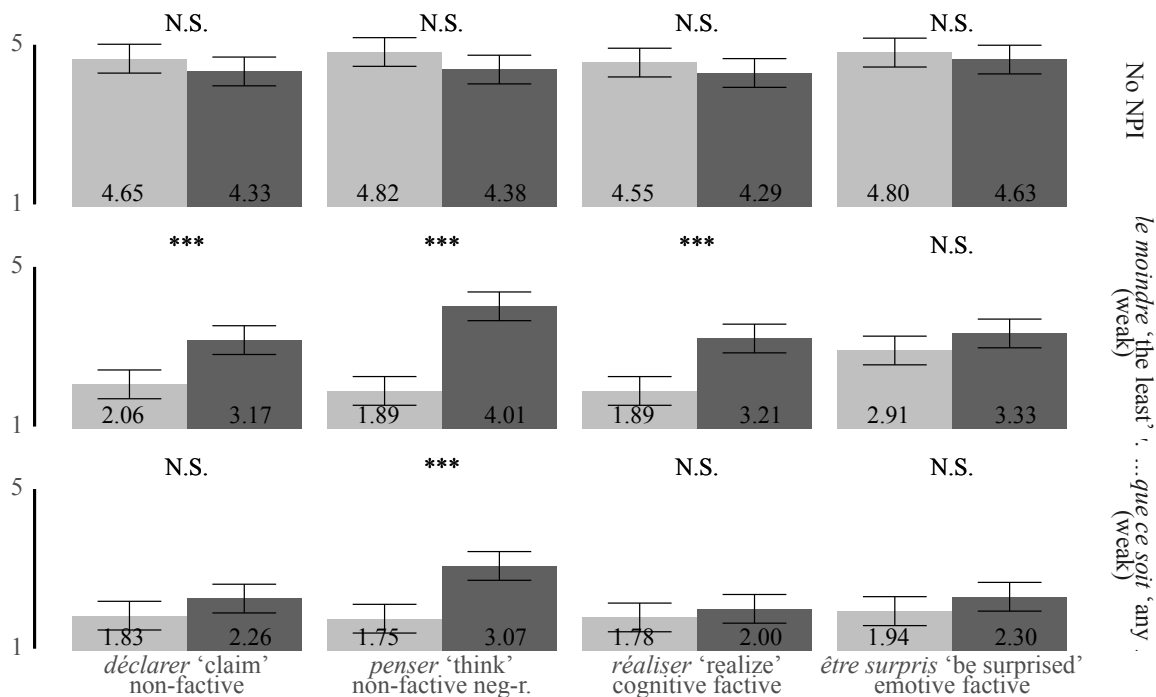 N.S. N.S. N.S. N.S.
5
4.65 4.33 4.82 4.38 4.55 4.29 4.80 4.63
1
No NPI
*** *** *** N.S.
5
2.06 3.17 1.89 4.01 1.89 3.21 2.91 3.33
1
le moindre ‘the least’
(weak)
N.S. *** N.S. N.S.
5
1.83 2.26 1.75 3.07 1.78 2.00 1.94 2.30
1
...que ce soit ‘any
(weak)
déclarer ‘claim’ penser ‘think’ réaliser ‘realize’ être surpris ‘be surprised’
non-factive non-factive neg-r. cognitive factive emotive factive